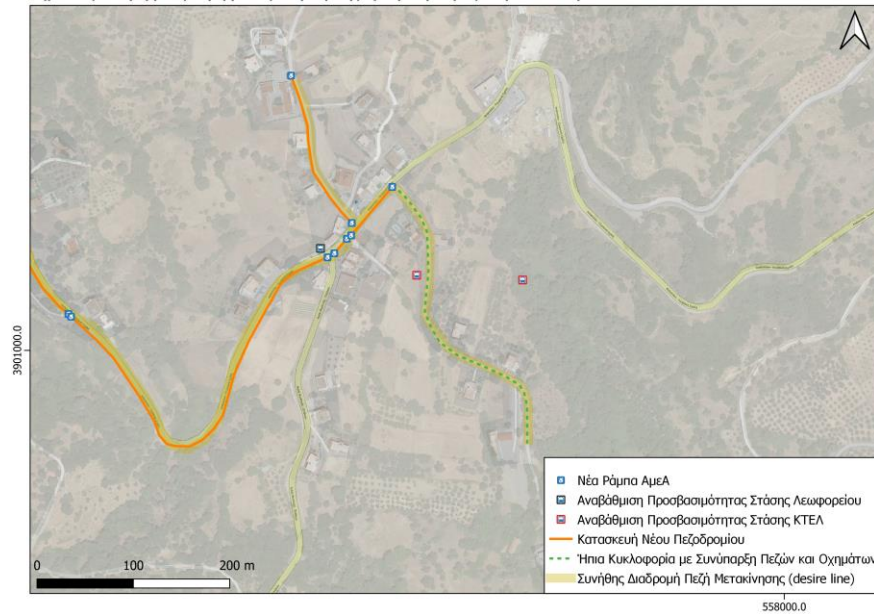 3901000.0
Νέα Ράμπα ΑμεΑ
Αναβάθμιση Προσβασιμότητας Στάσης Λεωφορείου
Αναβάθμιση Προσβασιμότητας Στάσης ΚΤΕΛ
Κατασκευή Νέου Πεζοδρομίου
Ήπια Κυκλοφορία με Συνύπαρξη Πεζών και Οχημάτων
Συνήθης Διαδρομή Πεζή Μετακίνησης (desire line)
0 100 200 m
558000.0